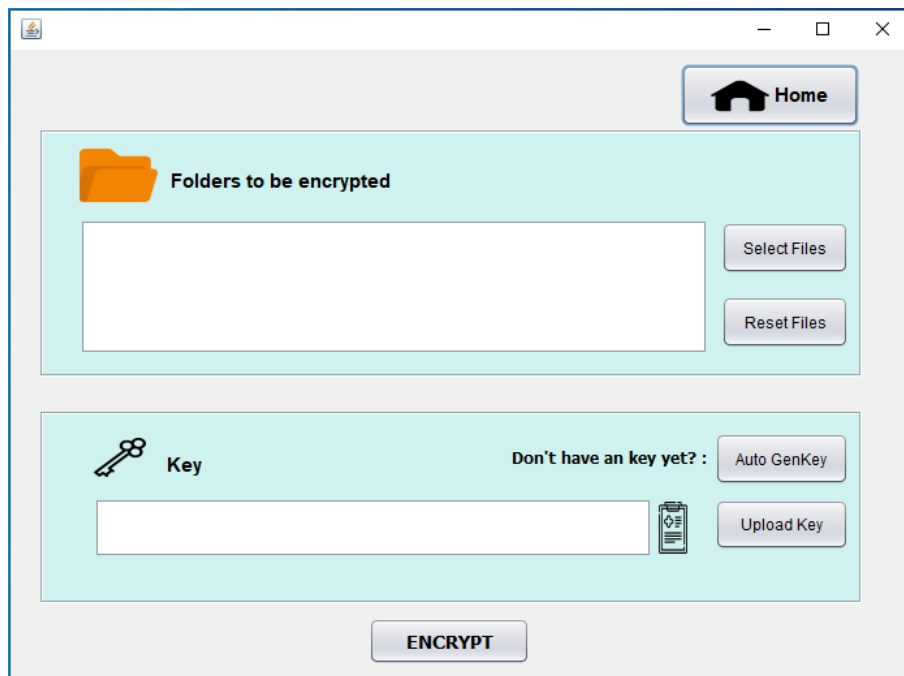 Home
Folders to be encrypted
Select Files
Reset Files
Key
Don't have an key yet? :
Auto GenKey
Upload Key
ENCRYPT